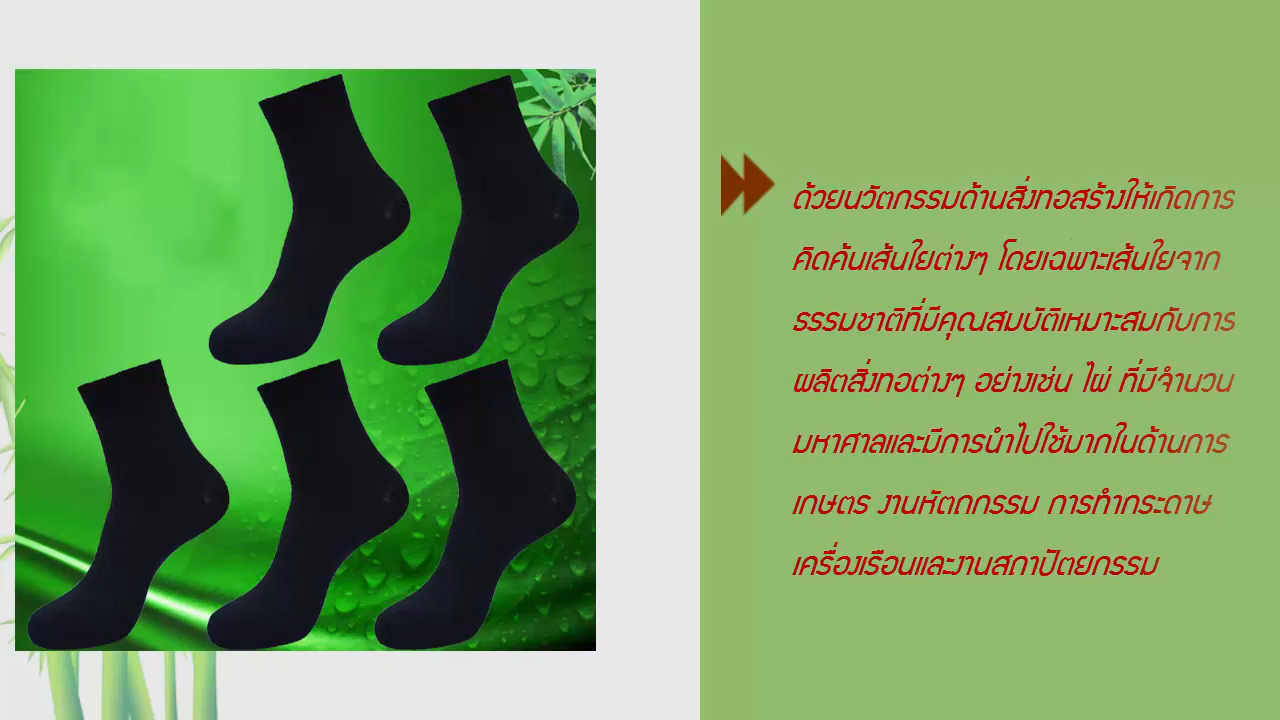 ด้วยนวัตกรรมด้านสิ่งทอสร้างให้เกิดการ
คิดค้นเส้นใยต่างๆ โดยเฉพาะเส้นใยจาก
ธรรมชาติที่มีคุณสมบัติเหมาะสมกับการ
ผลิตสิ่งทอต่างๆ อย่างเช่น ไผ่ ที่มีจำนวน
มหาศาลและมีการนำไปใช้มากในด้านการ
เกษตร งานหัตถกรรม การทำกระดาษ
เครื่องเรือนและงานสถาปัตยกรรม